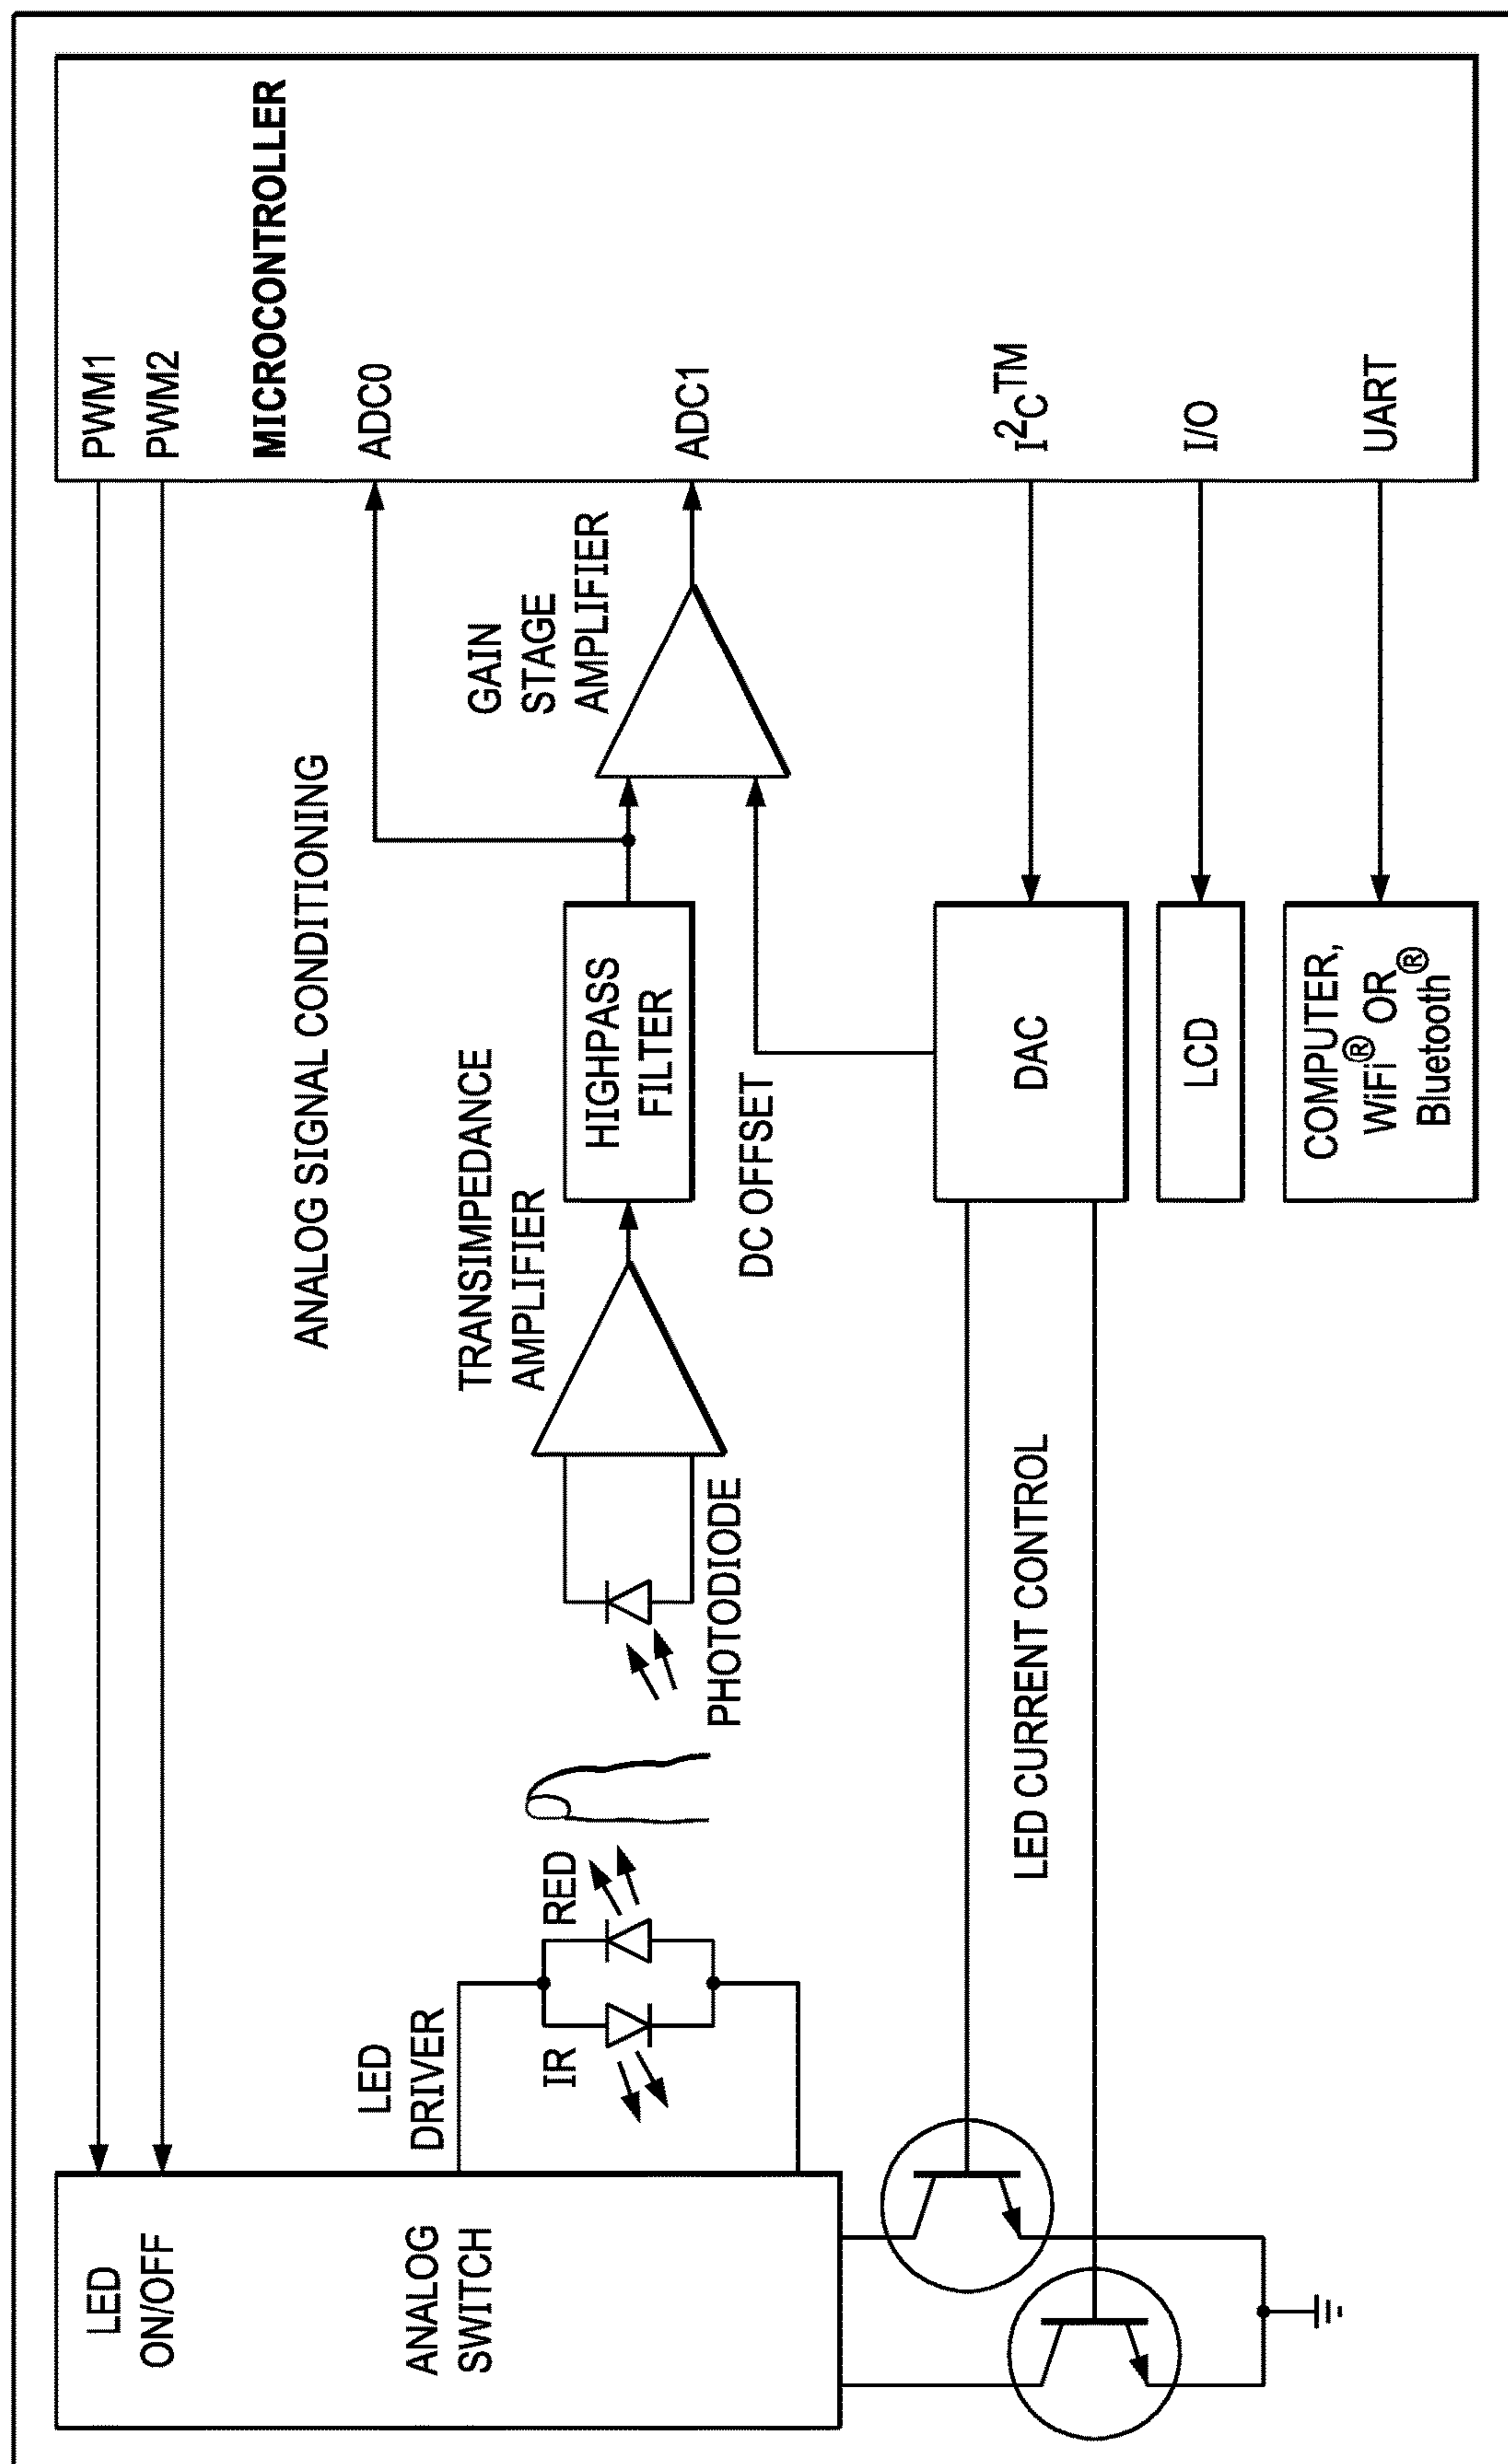 LED
ON/OFF
ANALOG
SWITCH
LED
DRIVER
IR
RED
PHOTODIODE
TRANSIMPEDANCE
AMPLIFIER
ANALOG SIGNAL CONDITIONING
HIGHPASS
FILTER
GAIN
STAGE
AMPLIFIER
DC OFFSET
LED CURRENT CONTROL
DAC
LCD
COMPUTER,
WiFi® OR
Bluetooth®
PWM1
PWM2
MICROCONTROLLER
ADC0
ADC1
I²C™
I/O
UART